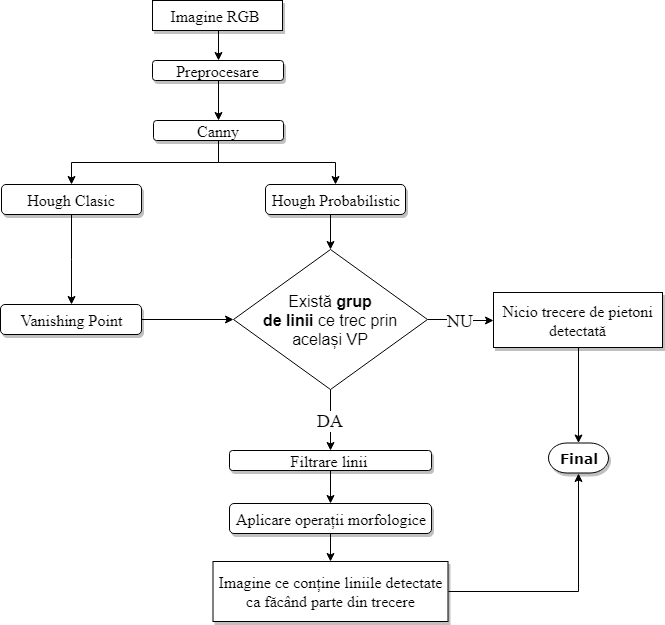 Imagine RGB
Preprocesare
Canny
Hough Clasic
Hough Probabilistic
Vanishing Point
Există grup
de linii ce trec prin
același VP
NU
Nicio trecere de pietoni
detectată
DA
Filtrare linii
Final
Aplicare operații morfologice
Imagine ce conține liniile detectate
ca făcând parte din trecere